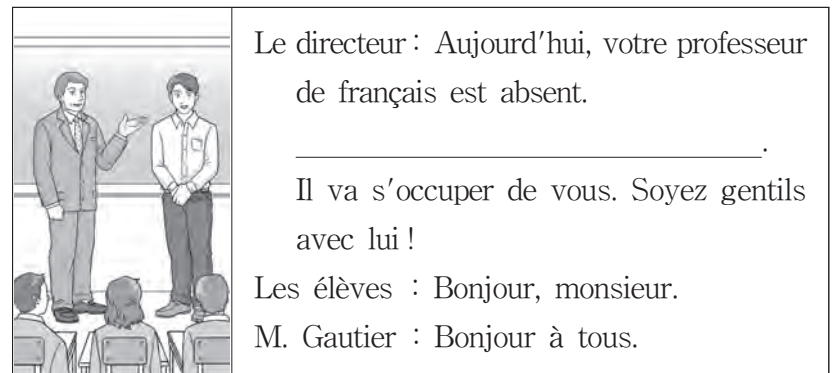 Le directeur : Aujourd'hui, votre professeur
de français est absent.
.
Il va s'occuper de vous. Soyez gentils
avec lui !
Les élèves : Bonjour, monsieur.
M. Gautier : Bonjour à tous.